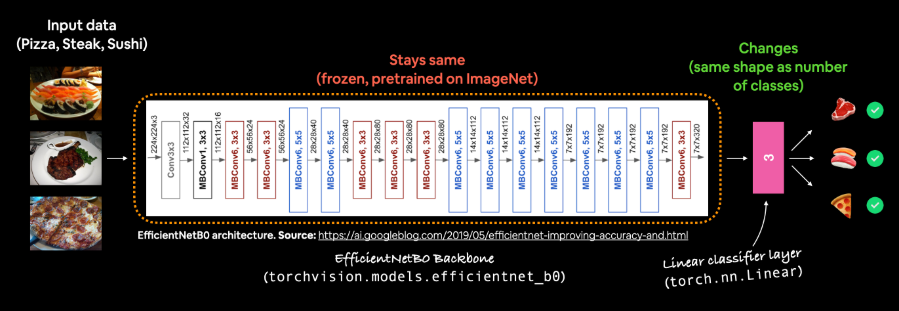 Input data
(Pizza, Steak, Sushi)
Stays same
(frozen, pretrained on ImageNet)
Changes
(same shape as number
of classes)
224x224x3
Conv3x3
112x112x32
MBConv1, 3x3
112x112x16
MBConv6, 3x3
56x56x24
MBConv6, 3x3
56x56x24
MBConv6, 5x5
28x28x40
MBConv6, 5x5
28x28x40
MBConv6, 3x3
28x28x80
MBConv6, 3x3
28x28x80
MBConv6, 3x3
28x28x80
MBConv6, 5x5
14x14x112
MBConv6, 5x5
14x14x112
MBConv6, 5x5
14x14x112
MBConv6, 5x5
7x7x192
MBConv6, 5x5
7x7x192
MBConv6, 5x5
7x7x192
MBConv6, 5x5
7x7x192
MBConv6, 3x3
7x7x320
3
EfficientNetB0 architecture. Source: https://ai.googleblog.com/2019/05/efficientnet-improving-accuracy-and.html
EfficientNetB0 Backbone
(torchvision.models.efficientnet_b0)
Linear classifier layer
(torch.nn.Linear)